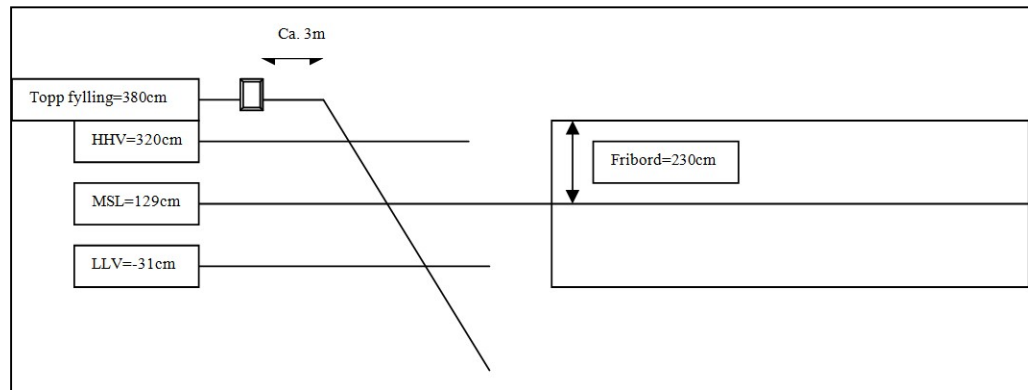 Ca. 3m
Topp fylling=380cm
HHV=320cm
Fribord=230cm
MSL=129cm
LLV=-31cm